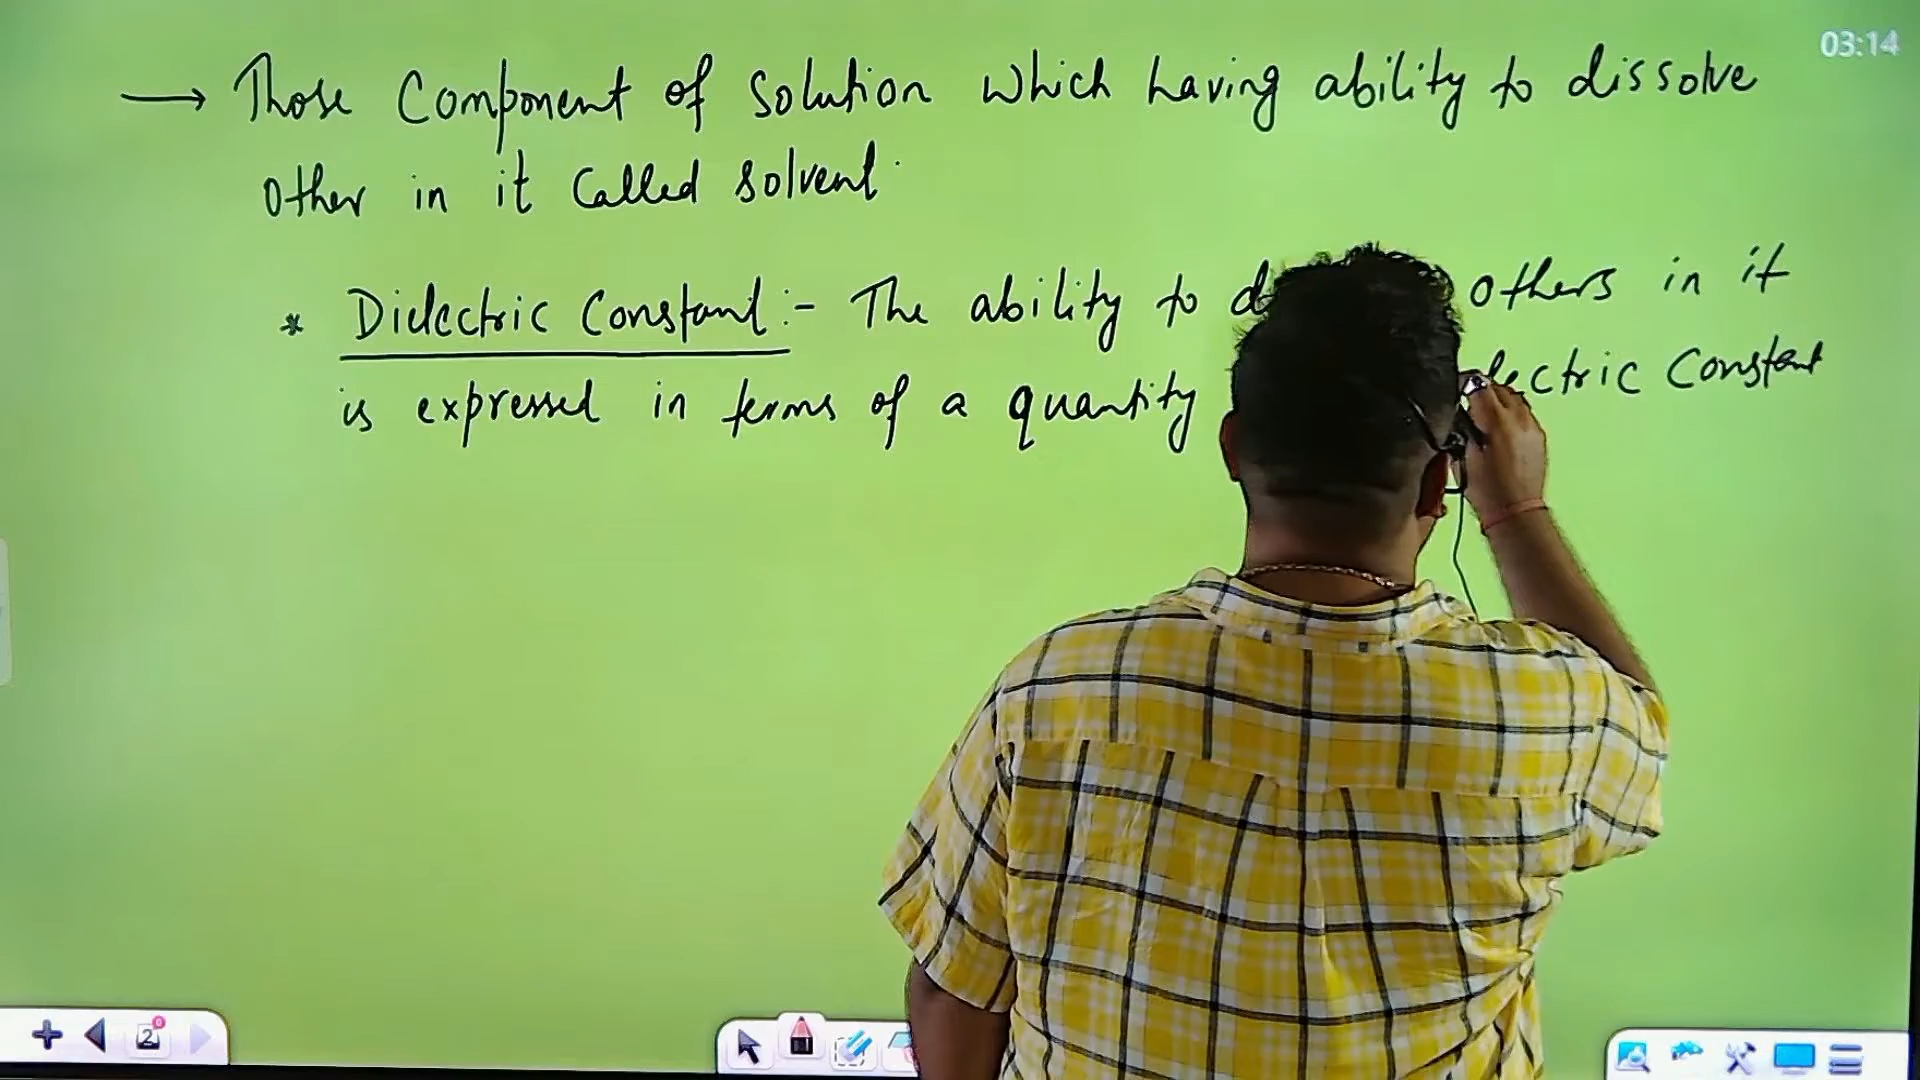 03:14
→ Those Component of solution which having ability to dissolve
other in it called solvent.
* Dielectric Constant :- The ability to others in it
is expressed in terms of a quantity Constant
2